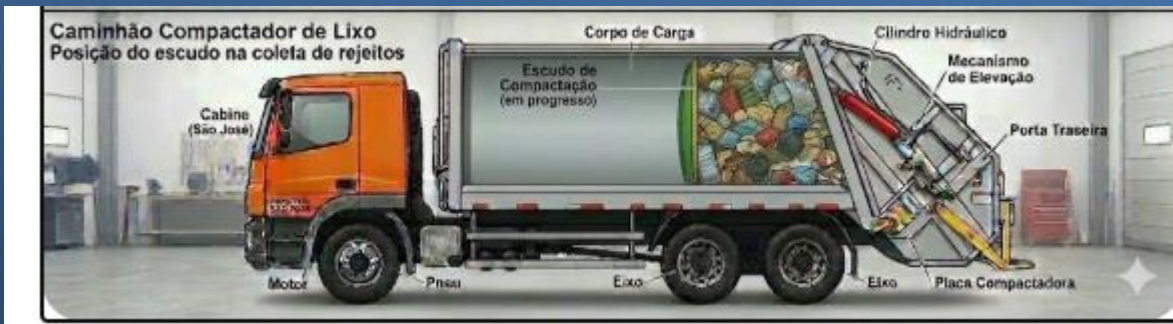 Caminhão Compactador de Lixo
Posição do escudo na coleta de rejeitos
Corpo de Carga
Cilindro Hidráulico
Escudo de
Compactação
(em progresso)
Mecanismo
de Elevação
Cabine
(São José)
Porta Traseira
Motor
Pneu
Eixo
Eixo
Placa Compactadora